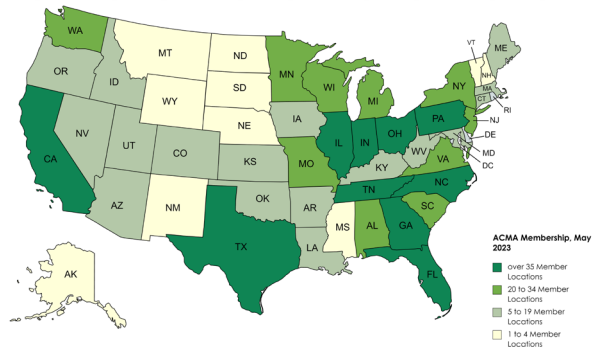 WA
MT
ND
MN
VT
ME
OR
ID
SD
WI
NY
NH
MA
CT
RI
WY
MI
IA
NE
PA
NJ
NV
UT
CO
IL
IN
OH
DE
MD
DC
CA
KS
MO
KY
WV
VA
AZ
NM
OK
AR
TN
NC
SC
TX
LA
MS
AL
GA
FL
AK
ACMA Membership, May
2023
over 35 Member
Locations
20 to 34 Member
Locations
5 to 19 Member
Locations
1 to 4 Member
Locations